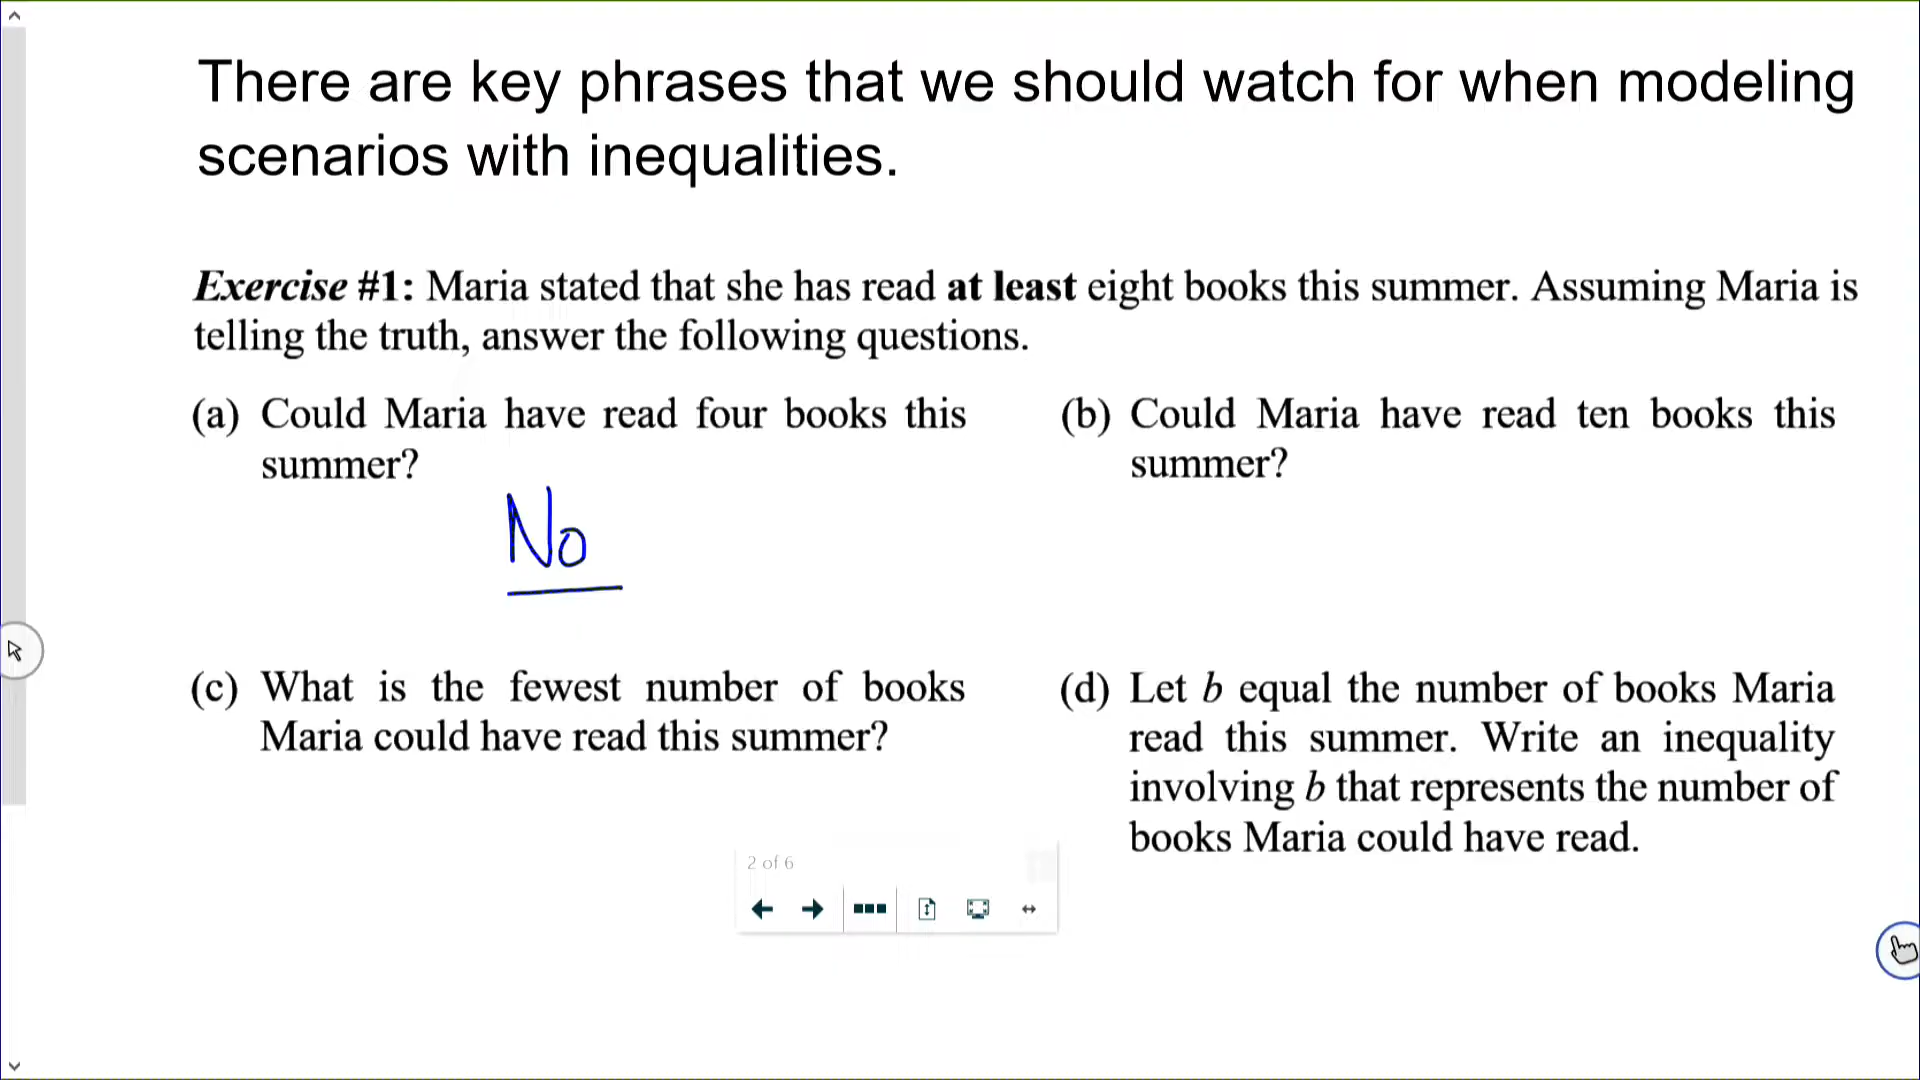 There are key phrases that we should watch for when modeling
scenarios with inequalities.
Exercise #1: Maria stated that she has read at least eight books this summer. Assuming Maria is
telling the truth, answer the following questions.
(a) Could Maria have read four books this
summer?
No
(b) Could Maria have read ten books this
summer?
(c) What is the fewest number of books
Maria could have read this summer?
(d) Let b equal the number of books Maria
read this summer. Write an inequality
involving b that represents the number of
books Maria could have read.
2 of 6